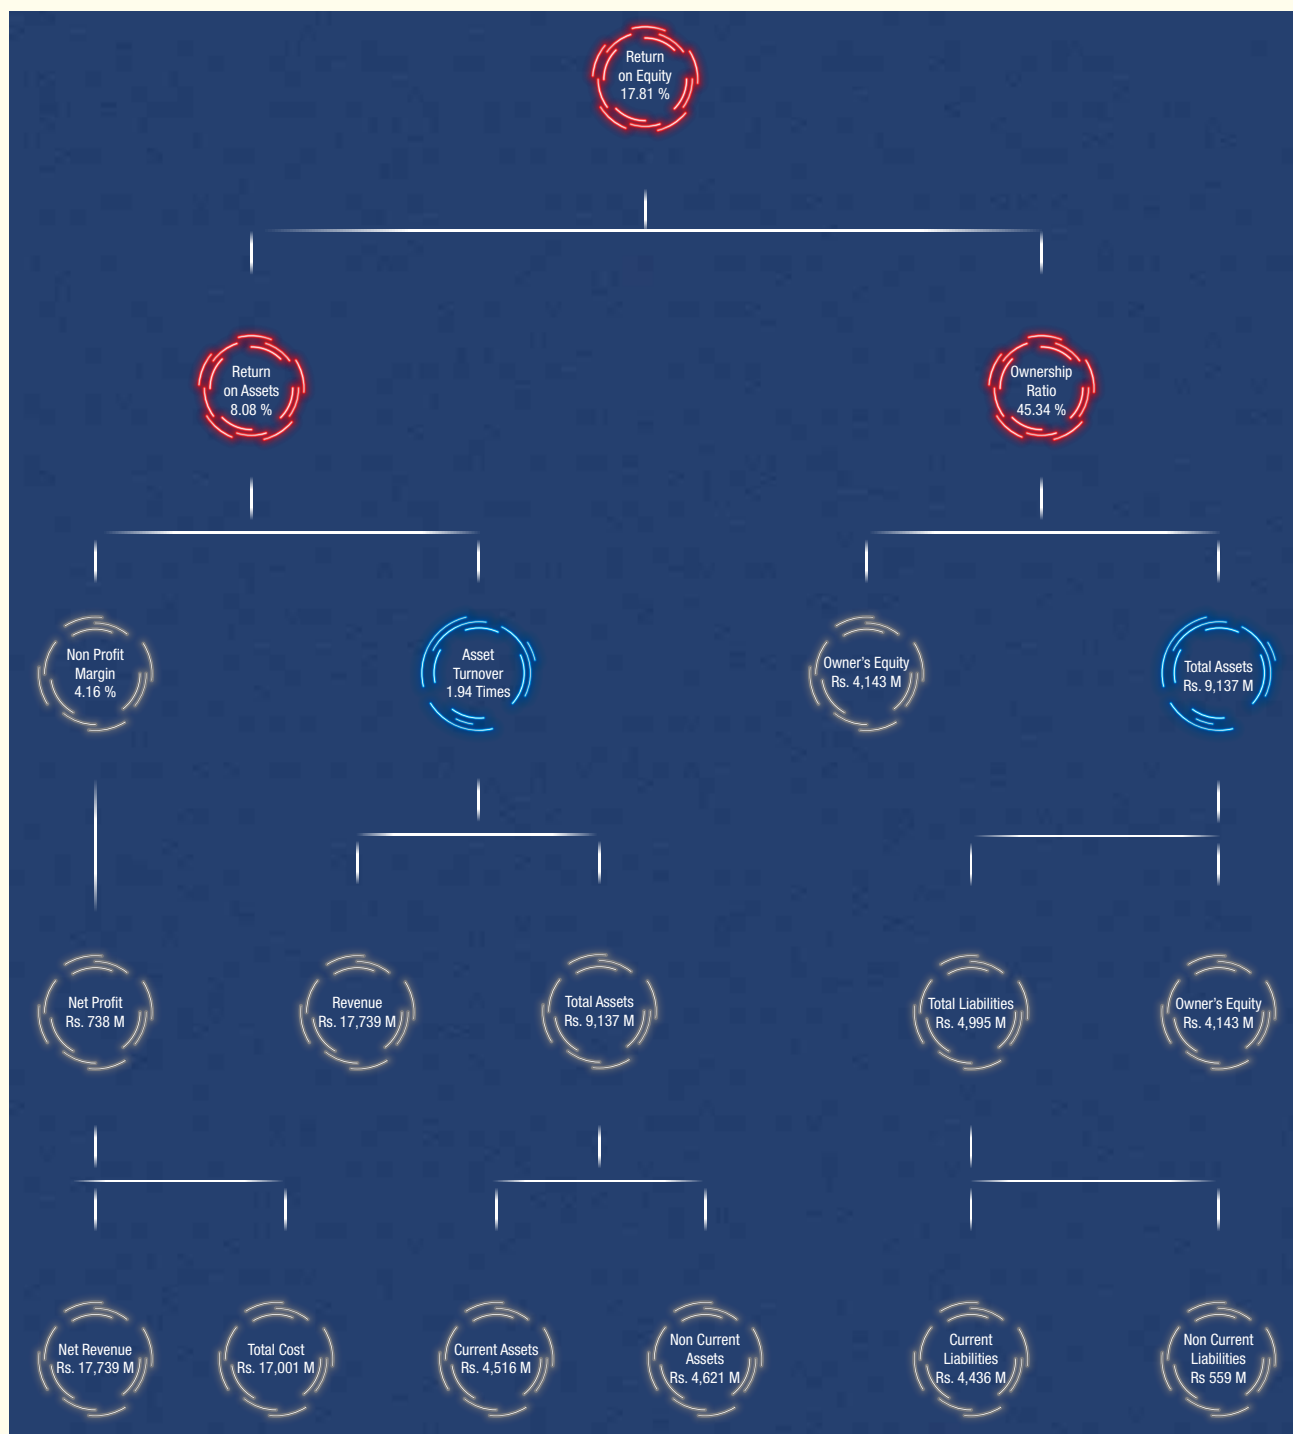 Return
on Equity
17.81 %
Return
on Assets
8.08 %
Ownership
Ratio
45.34 %
Non Profit
Margin
4.16 %
Asset
Turnover
1.94 Times
Owner's Equity
Rs. 4,143 M
Total Assets
Rs. 9,137 M
Net Profit
Rs. 738 M
Revenue
Rs. 17,739 M
Total Assets
Rs. 9,137 M
Total Liabilities
Rs. 4,995 M
Owner's Equity
Rs. 4,143 M
Net Revenue
Rs. 17,739 M
Total Cost
Rs. 17,001 M
Current Assets
Rs. 4,516 M
Non Current
Assets
Rs. 4,621 M
Current
Liabilities
Rs. 4,436 M
Non Current
Liabilities
Rs 559 M